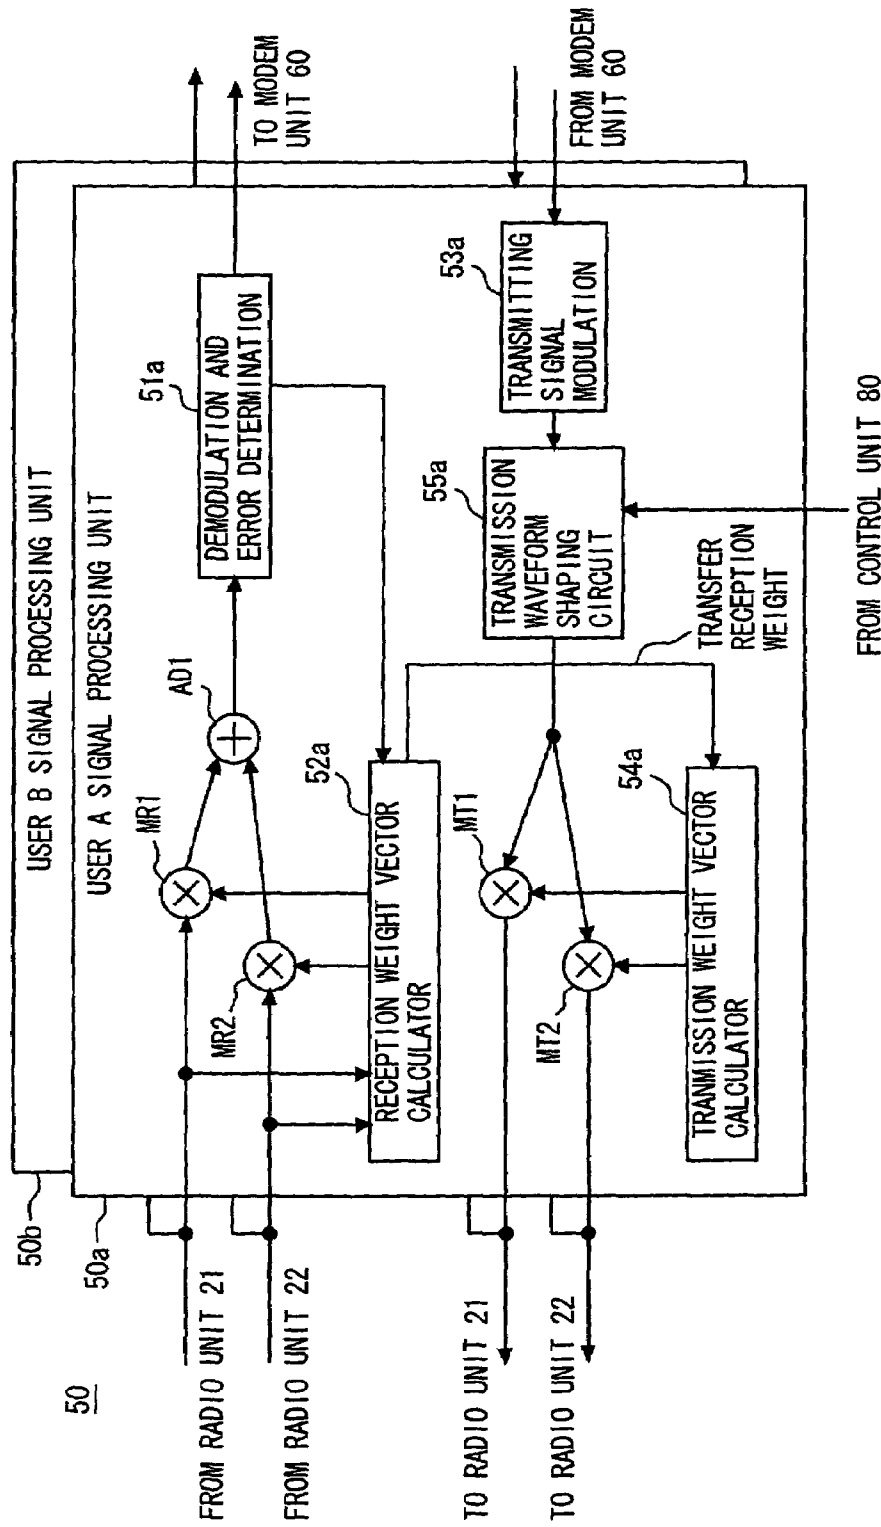 50
50b
USER B SIGNAL PROCESSING UNIT
50a
USER A SIGNAL PROCESSING UNIT
FROM RADIO UNIT 21
FROM RADIO UNIT 22
MR1
MR2
AD1
51a
DEMODULATION AND
ERROR DETERMINATION
TO MODEM
UNIT 60
52a
RECEPTION WEIGHT VECTOR
CALCULATOR
TO RADIO UNIT 21
TO RADIO UNIT 22
MT1
MT2
55a
TRANSMISSION
WAVEFORM
SHAPING
CIRCUIT
53a
TRANSMITTING
SIGNAL
MODULATION
FROM MODEM
UNIT 60
54a
TRANMISSION WEIGHT VECTOR
CALCULATOR
TRANSFER
RECEPTION
WEIGHT
FROM CONTROL UNIT 80